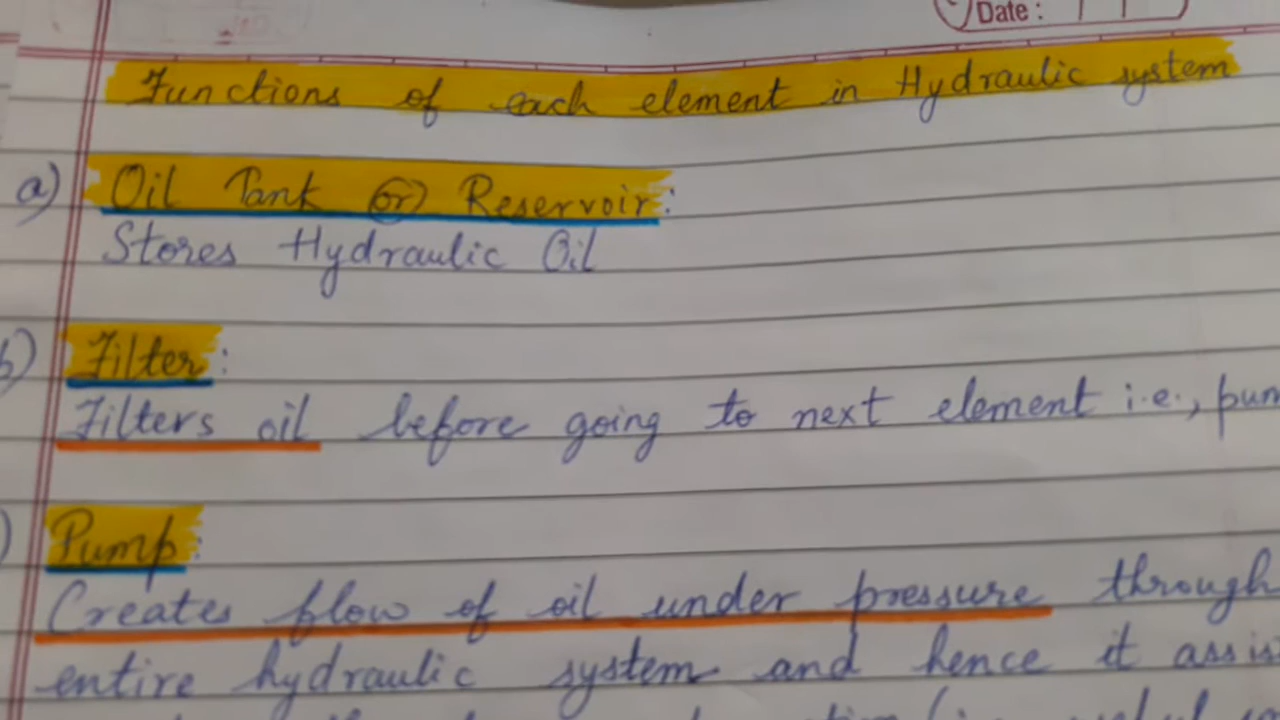 Date :
Functions of each element in Hydraulic system
a) Oil Tank (or) Reservoir:
Stores Hydraulic Oil
b) Filter :
Filters oil before going to next element i.e.,
) Pump:
Creates flow of oil under pressure through
entire hydraulic system and hence it